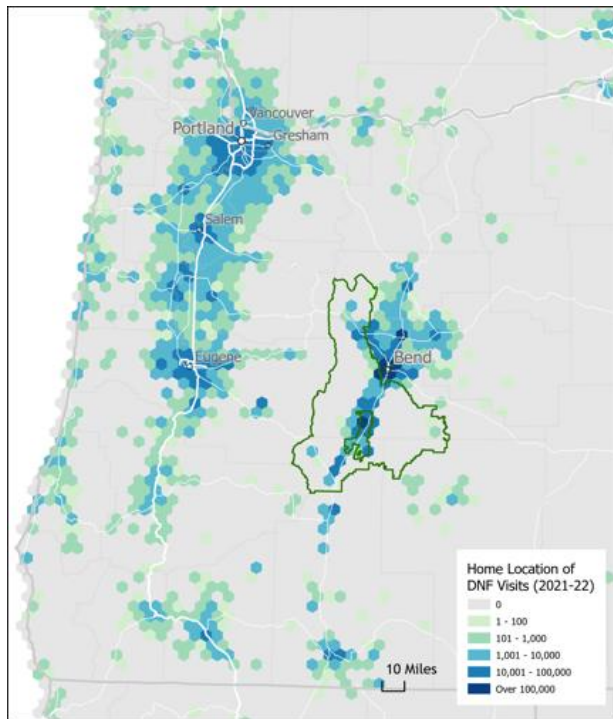 Vancouver
Portland
Gresham
Salem
Eugene
Bend
Home Location of
DNF Visits (2021-22)
0
1 - 100
101 - 1,000
1,001 - 10,000
10,001 - 100,000
Over 100,000
10 Miles